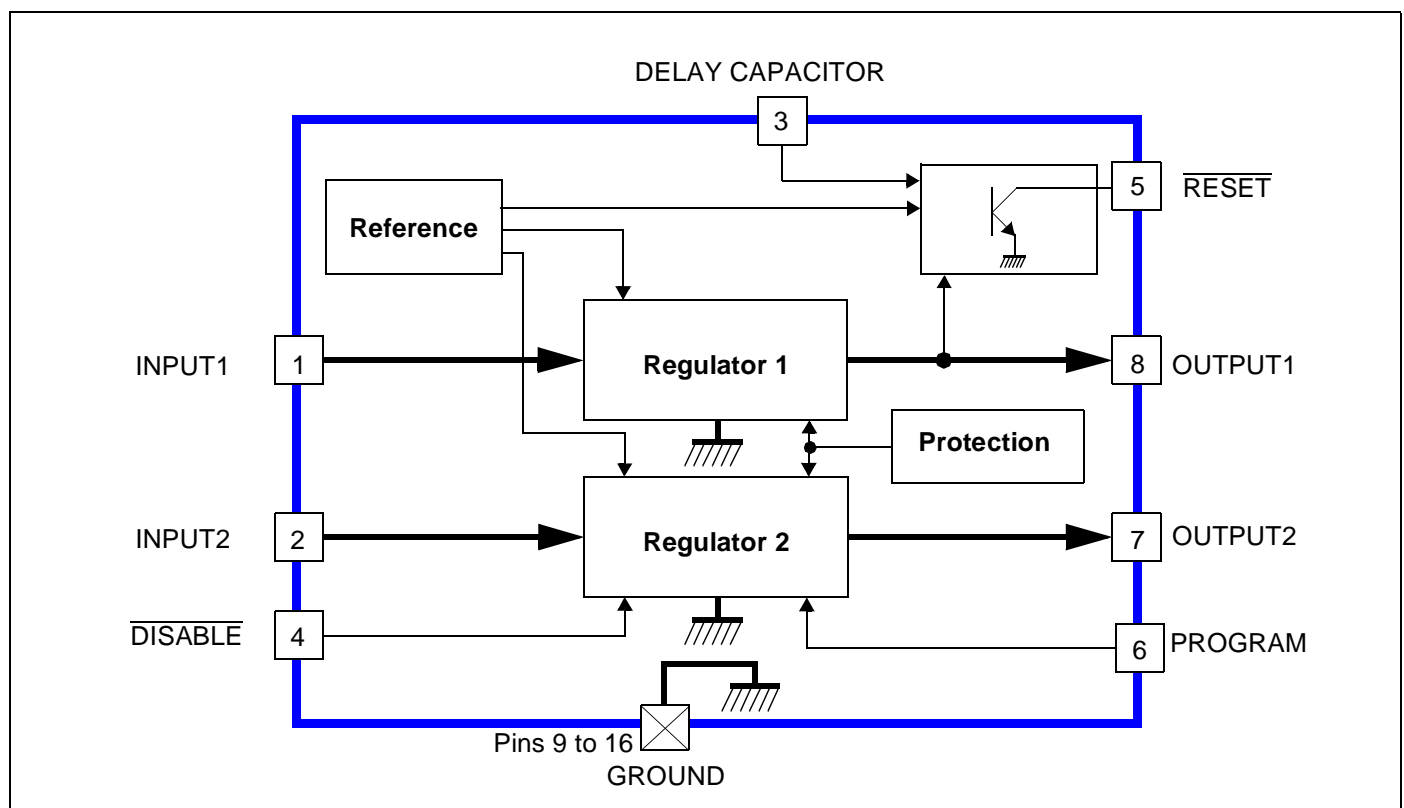 DELAY CAPACITOR
3
5
RESET
Reference
INPUT1
1
Regulator 1
8
OUTPUT1
Protection
INPUT2
2
Regulator 2
7
OUTPUT2
DISABLE
4
6
PROGRAM
Pins 9 to 16
GROUND